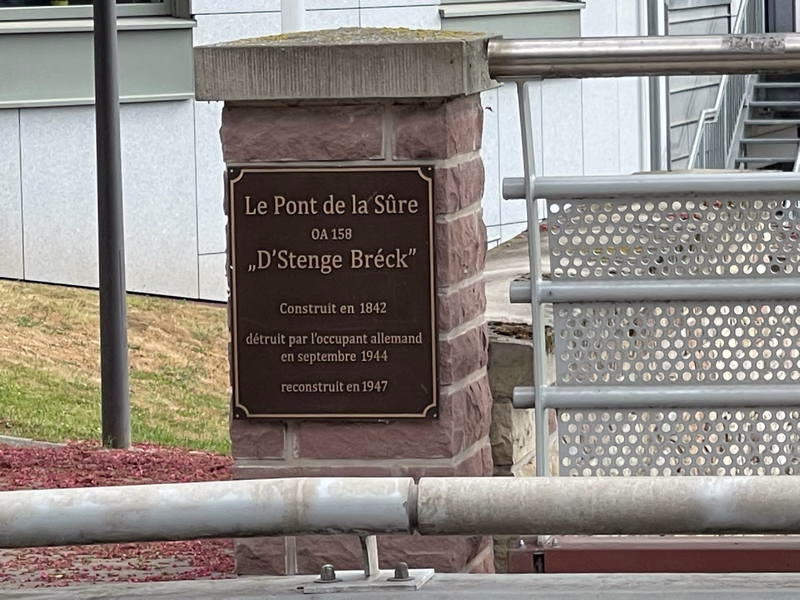 Le Pont de la Sûre
OA 158
„D'Stenge Bréck”
Construit en 1842
détruit par l'occupant allemand
en septembre 1944
reconstruit en 1947